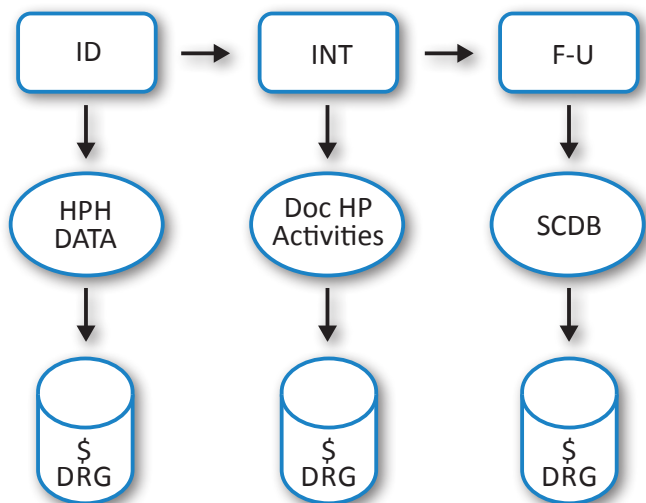 ID
INT
F-U
HPH
DATA
Doc HP
Activities
SCDB
$
DRG
$
DRG
$
DRG